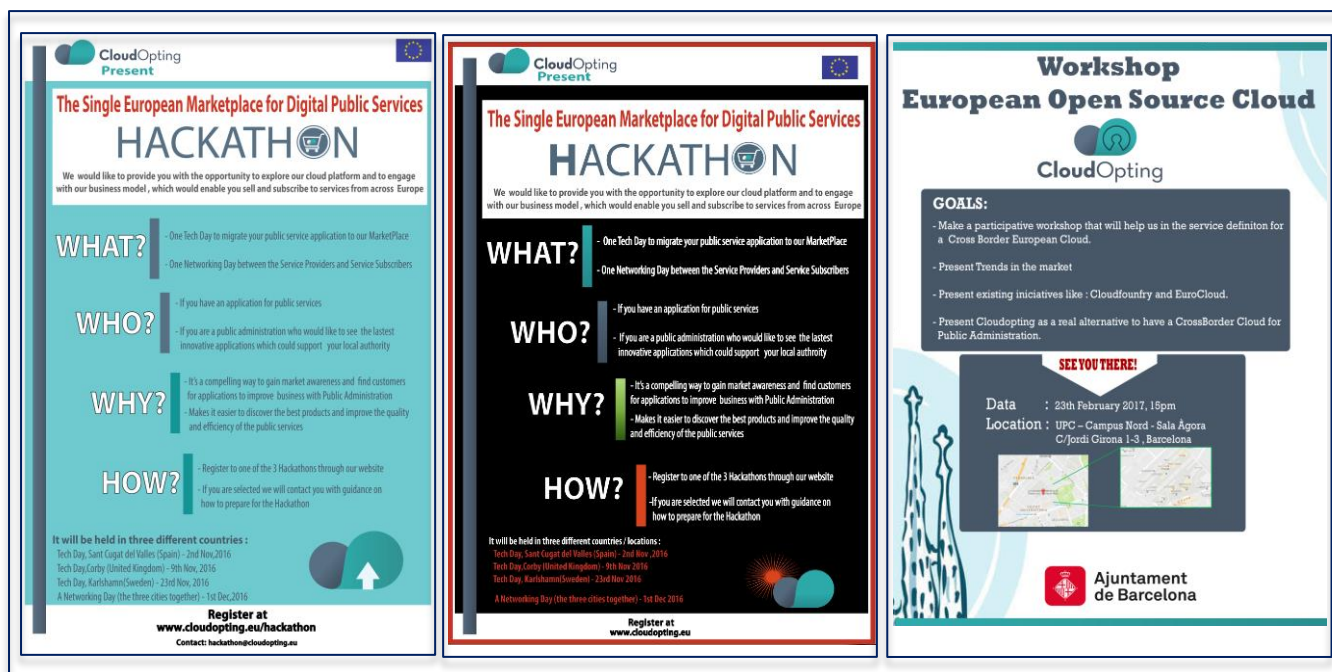 CloudOpting
Present
The Single European Marketplace for Digital Public Services
HACKATHON
We would like to provide you with the opportunity to explore our cloud platform and to engage
with our business model , which would enable you sell and subscribe to services from across Europe
WHAT?
- One Tech Day to migrate your public service application to our MarketPlace
- One Networking Day between the Service Providers and Service Subscribers
WHO?
- If you have an application for public services
- If you are a public administration who would like to see the lastest
innovative applications which could support your local authority
WHY?
- It's a compelling way to gain market awareness and find customers
for applications to improve business with Public Administration
- Makes it easier to discover the best products and improve the quality
and efficiency of the public services
HOW?
- Register to one of the 3 Hackathons through our website
- If you are selected we will contact you with guidance on
how to prepare for the Hackathon
It will be held in three different countries :
Tech Day, Sant Cugat del Valles (Spain) - 2nd Nov,2016
Tech Day,Corby (United Kingdom) - 9th Nov, 2016
Tech Day, Karlshamn(Sweden) - 23rd Nov, 2016
A Networking Day (the three cities together) - 1st Dec,2016
Register at
www.cloudopting.eu/hackathon
Contact: hackathon@cloudopting.eu
CloudOpting
Present
The Single European Marketplace for Digital Public Services
HACKATHON
We would like to provide you with the opportunity to explore our cloud platform and to engage
with our business model , which would enable you sell and subscribe to services from across Europe
WHAT?
- One Tech Day to migrate your public service application to our MarketPlace
- One Networking Day between the Service Providers and Service Subscribers
WHO?
- If you have an application for public services
- If you are a public administration who would like to see the lastest
innovative applications which could support your local authority
WHY?
- It's a compelling way to gain market awareness and find customers
for applications to improve business with Public Administration
- Makes it easier to discover the best products and improve the quality
and efficiency of the public services
HOW?
- Register to one of the 3 Hackathons through our website
-If you are selected we will contact you with guidance on
how to prepare for the Hackathon
It will be held in three different countries / locations :
Tech Day, Sant Cugat del Valles (Spain) - 2nd Nov ,2016
Tech Day,Corby (United Kingdom) - 9th Nov 2016
Tech Day, Karlshamn(Sweden) - 23rd Nov 2016
A Networking Day (the three cities together) - 1st Dec 2016
Register at
www.cloudopting.eu
Workshop
European Open Source Cloud
CloudOpting
GOALS:
- Make a participative workshop that will help us in the service definiton for
a Cross Border European Cloud.
- Present Trends in the market
- Present existing iniciatives like : Cloudfounfry and EuroCloud.
- Present Cloudopting as a real alternative to have a CrossBorder Cloud for
Public Administration.
SEE YOU THERE!
Data : 23th February 2017, 15pm
Location : UPC – Campus Nord - Sala Àgora
C/Jordi Girona 1-3 , Barcelona
Ajuntament
de Barcelona